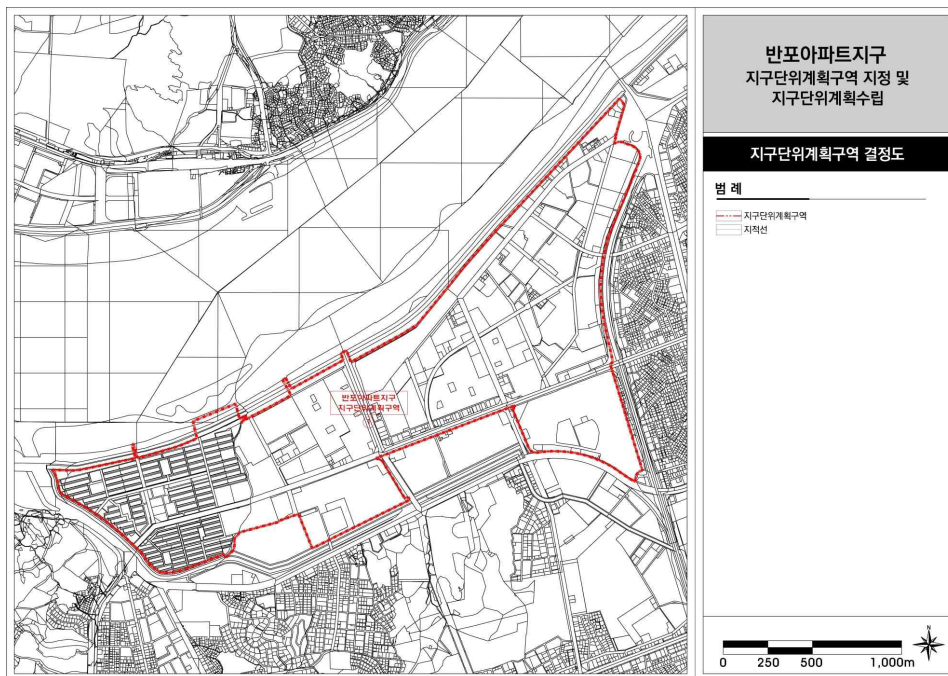 반포아파트지구
지구단위계획구역 지정 및
지구단위계획수립
지구단위계획구역 결정도
범 례
지구단위계획구역
지적선
반포아파트지구
지구단위계획구역
N
0 250 500 1,000m